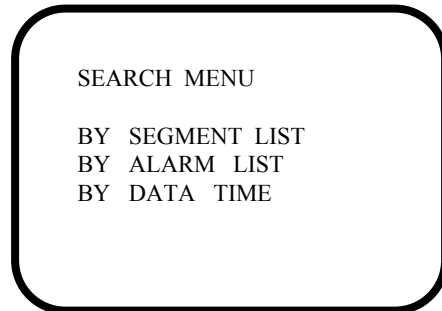 SEARCH MENU
BY SEGMENT LIST
BY ALARM LIST
BY DATA TIME